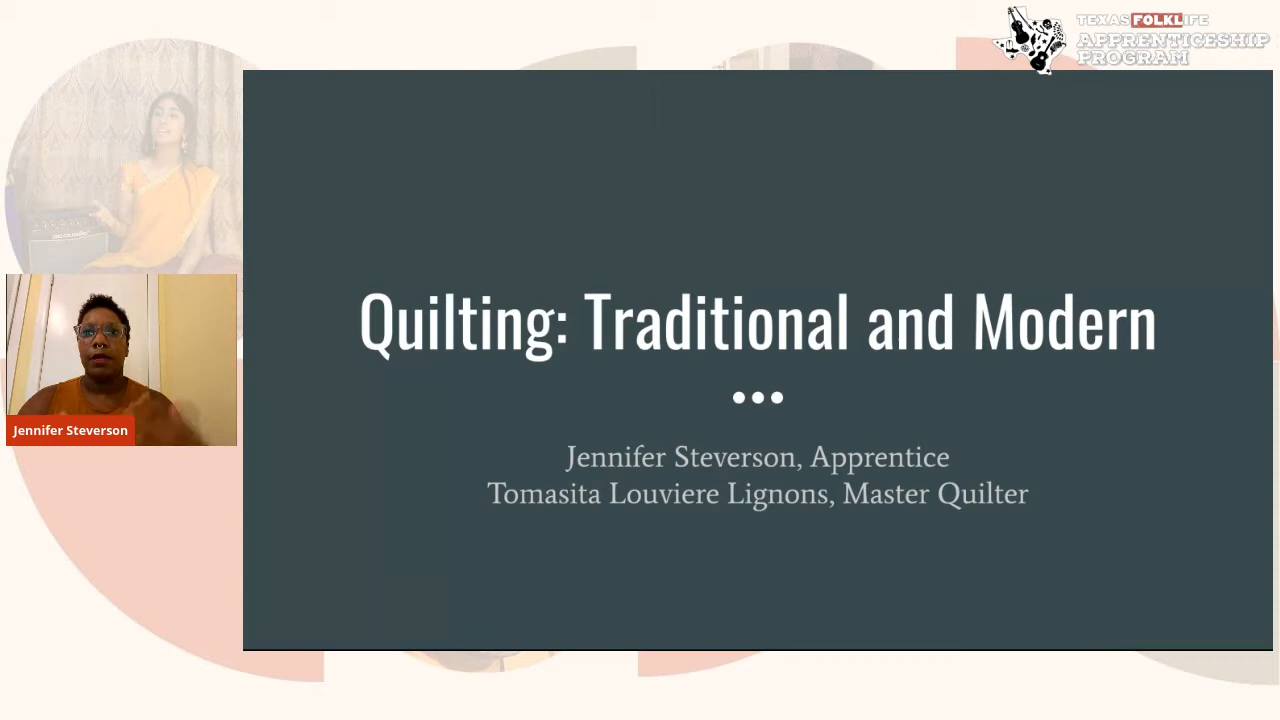 TEXAS FOLKLIFE
APPRENTICESHIP
PROGRAM
Quilting: Traditional and Modern
Jennifer Steverson, Apprentice
Tomasita Louviere Lignons, Master Quilter
Jennifer Steverson